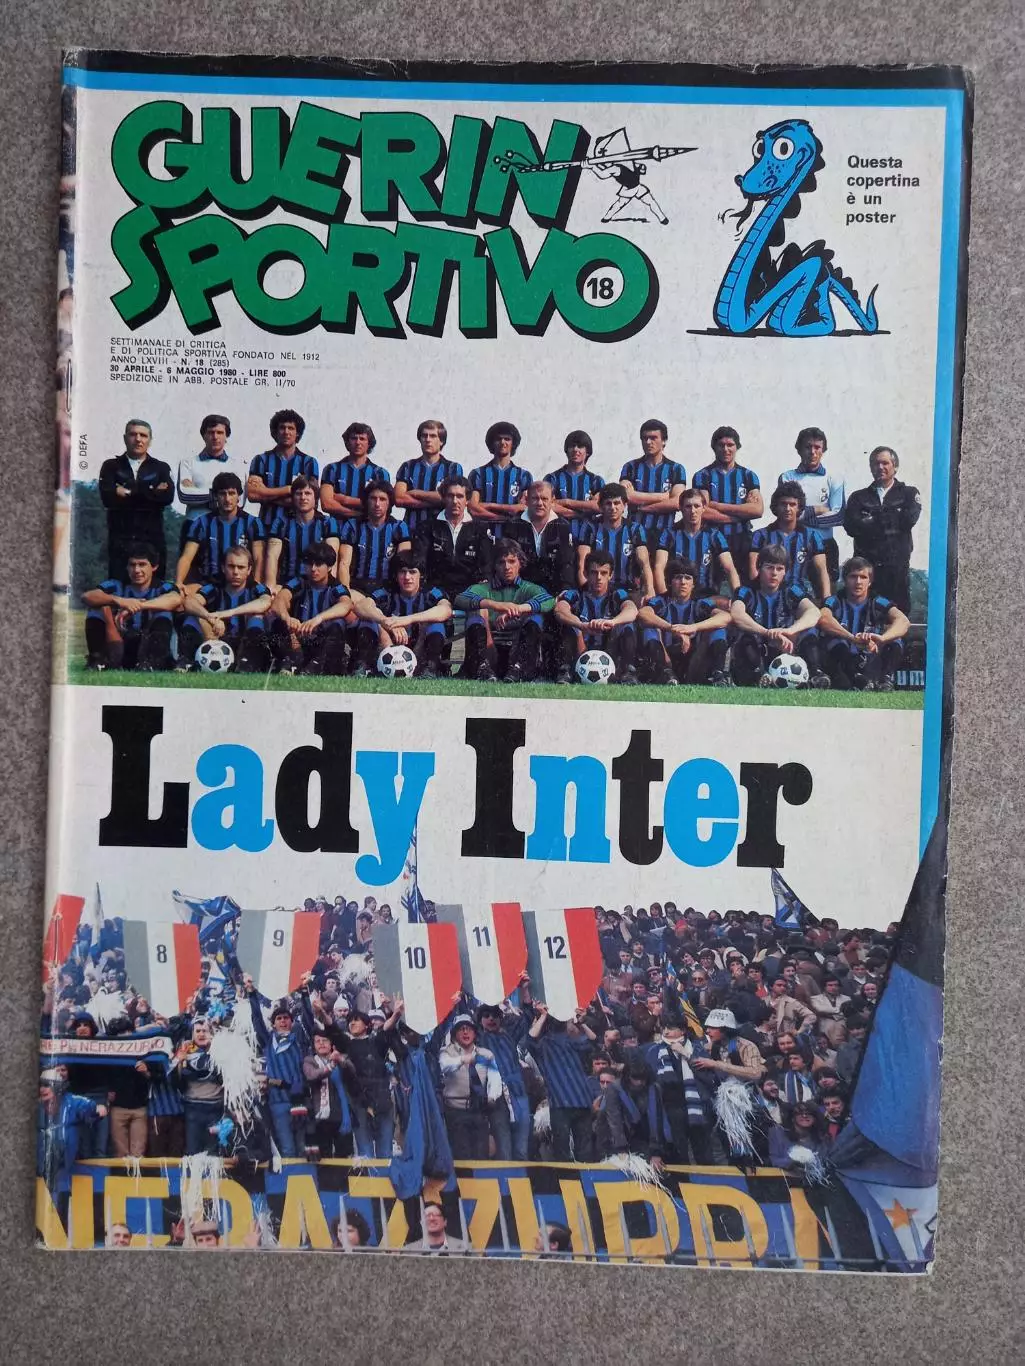 GUERIN
SPORTIVO
18
Questa
copertina
è un
poster
SETTIMANALE DI CRITICA
E DI POLITICA SPORTIVA FONDATO NEL 1912
ANNO LXVIII - N. 18 (285)
30 APRILE - 6 MAGGIO 1980 - LIRE 800
SPEDIZIONE IN ABB. POSTALE GR. II/70
© DEFA
Lady Inter
8 9 10 11 12
NERAZZURRO
NERAZZURRI